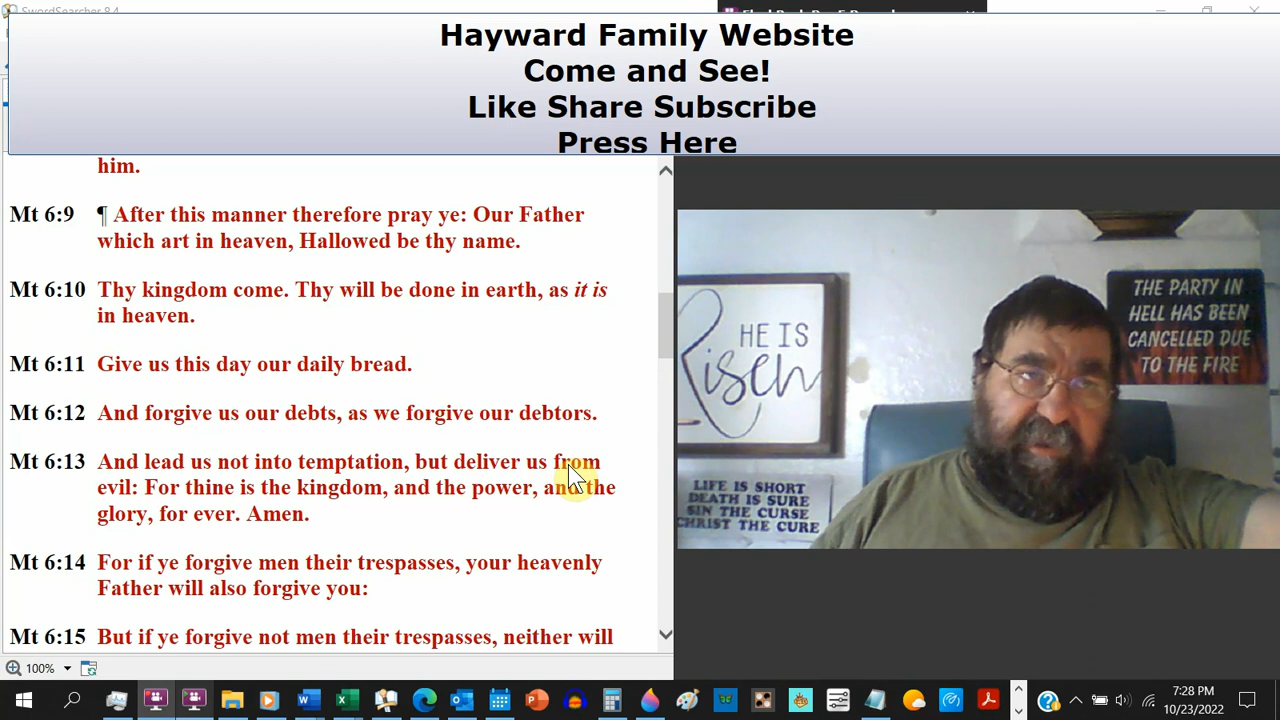 SwordSearcher 8.4
Hayward Family Website
Come and See!
Like Share Subscribe
Press Here
him.
Mt 6:9 ¶ After this manner therefore pray ye: Our Father
which art in heaven, Hallowed be thy name.
Mt 6:10 Thy kingdom come. Thy will be done in earth, as it is
in heaven.
Mt 6:11 Give us this day our daily bread.
Mt 6:12 And forgive us our debts, as we forgive our debtors.
Mt 6:13 And lead us not into temptation, but deliver us from
evil: For thine is the kingdom, and the power, and the
glory, for ever. Amen.
Mt 6:14 For if ye forgive men their trespasses, your heavenly
Father will also forgive you:
Mt 6:15 But if ye forgive not men their trespasses, neither will
HE IS
Risen
THE PARTY IN
HELL HAS BEEN
CANCELLED DUE
TO THE FIRE
LIFE IS SHORT
DEATH IS SURE
SIN THE CURSE
CHRIST THE CURE
100%
7:28 PM
10/23/2022